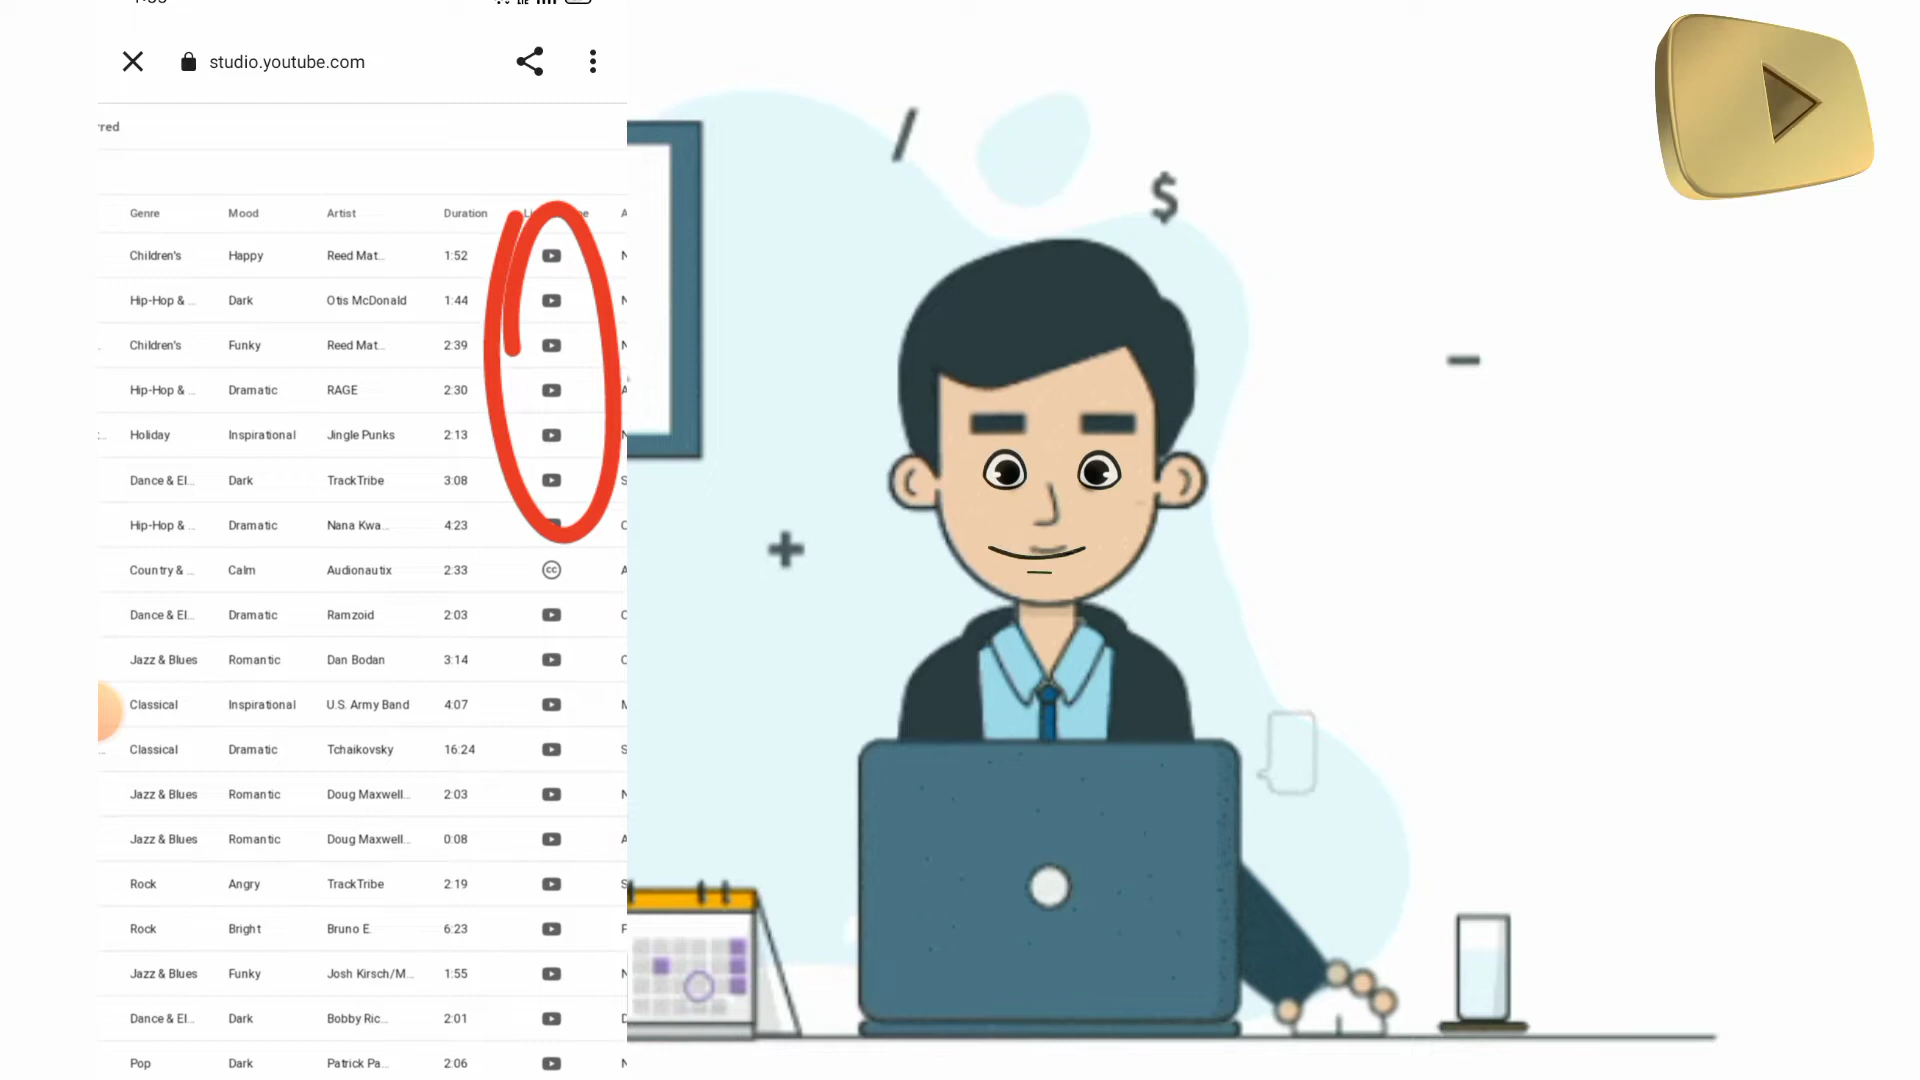 studio.youtube.com
rred
Genre Mood Artist Duration
Children's Happy Reed Mat... 1:52
Hip-Hop & ... Dark Otis McDonald 1:44
Children's Funky Reed Mat... 2:39
Hip-Hop & ... Dramatic RAGE 2:30
Holiday Inspirational Jingle Punks 2:13
Dance & El... Dark TrackTribe 3:08
Hip-Hop & ... Dramatic Nana Kwa... 4:23
Country & ... Calm Audionautix 2:33 cc
Dance & El... Dramatic Ramzoid 2:03
Jazz & Blues Romantic Dan Bodan 3:14
Classical Inspirational U.S. Army Band 4:07
Classical Dramatic Tchaikovsky 16:24
Jazz & Blues Romantic Doug Maxwell... 2:03
Jazz & Blues Romantic Doug Maxwell... 0:08
Rock Angry TrackTribe 2:19
Rock Bright Bruno E. 6:23
Jazz & Blues Funky Josh Kirsch/M... 1:55
Dance & El... Dark Bobby Ric... 2:01
Pop Dark Patrick Pa... 2:06
/
$
-
+